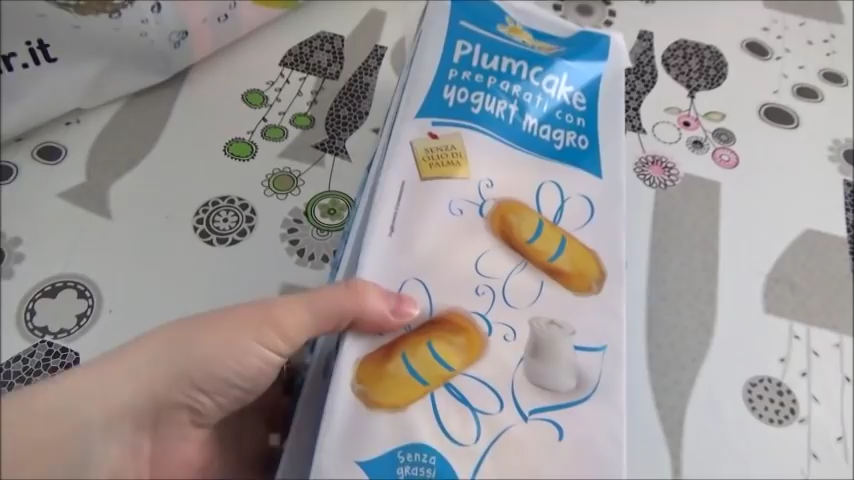 r.it
Plumcake
preparati con
yogurt magro
SENZA
OLIO DI
PALMA
Senza
grassi